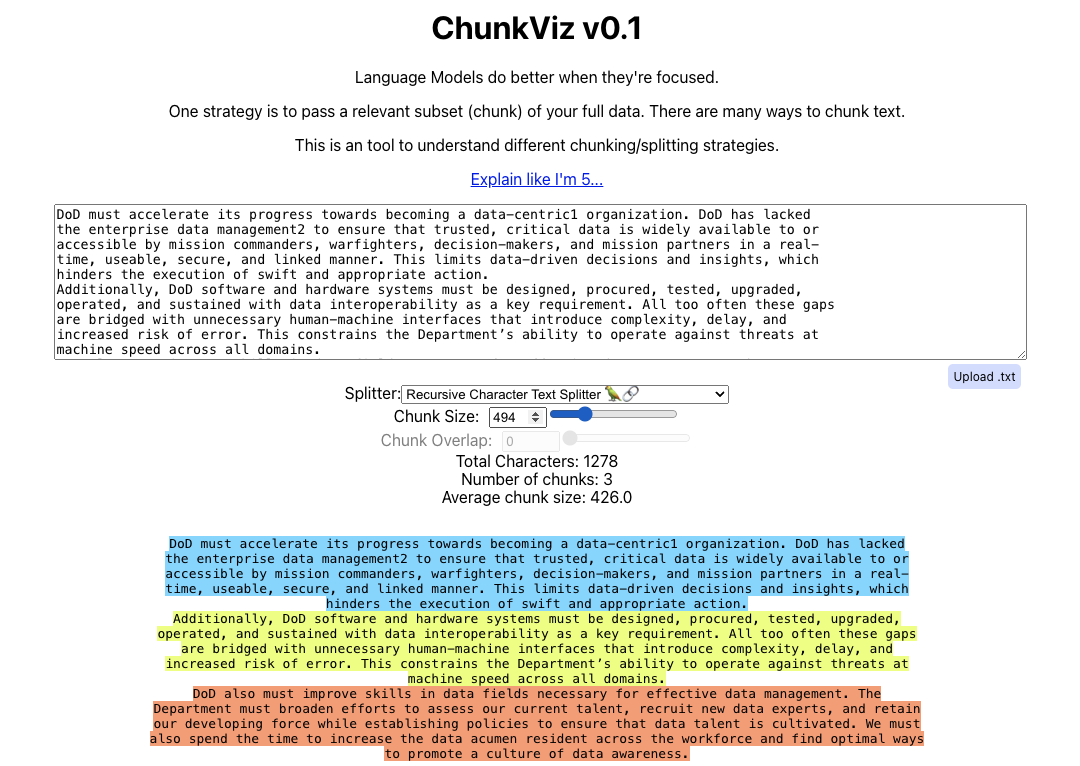 ChunkViz v0.1
Language Models do better when they're focused.
One strategy is to pass a relevant subset (chunk) of your full data. There are many ways to chunk text.
This is an tool to understand different chunking/splitting strategies.
Explain like I'm 5...
DoD must accelerate its progress towards becoming a data-centric1 organization. DoD has lacked
the enterprise data management2 to ensure that trusted, critical data is widely available to or
accessible by mission commanders, warfighters, decision-makers, and mission partners in a real-
time, useable, secure, and linked manner. This limits data-driven decisions and insights, which
hinders the execution of swift and appropriate action.
Additionally, DoD software and hardware systems must be designed, procured, tested, upgraded,
operated, and sustained with data interoperability as a key requirement. All too often these gaps
are bridged with unnecessary human-machine interfaces that introduce complexity, delay, and
increased risk of error. This constrains the Department’s ability to operate against threats at
machine speed across all domains.
Upload .txt
Splitter: Recursive Character Text Splitter 🦜🔗
Chunk Size: 494
Chunk Overlap: 0
Total Characters: 1278
Number of chunks: 3
Average chunk size: 426.0
DoD must accelerate its progress towards becoming a data-centric1 organization. DoD has lacked
the enterprise data management2 to ensure that trusted, critical data is widely available to or
accessible by mission commanders, warfighters, decision-makers, and mission partners in a real-
time, useable, secure, and linked manner. This limits data-driven decisions and insights, which
hinders the execution of swift and appropriate action.
Additionally, DoD software and hardware systems must be designed, procured, tested, upgraded,
operated, and sustained with data interoperability as a key requirement. All too often these gaps
are bridged with unnecessary human-machine interfaces that introduce complexity, delay, and
increased risk of error. This constrains the Department’s ability to operate against threats at
machine speed across all domains.
DoD also must improve skills in data fields necessary for effective data management. The
Department must broaden efforts to assess our current talent, recruit new data experts, and retain
our developing force while establishing policies to ensure that data talent is cultivated. We must
also spend the time to increase the data acumen resident across the workforce and find optimal ways
to promote a culture of data awareness.